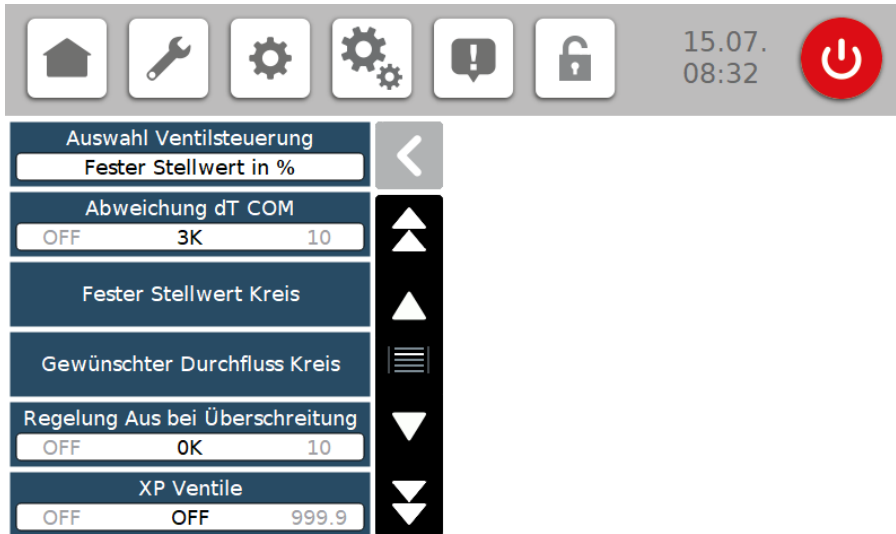 15.07.
08:32
Auswahl Ventilsteuerung
Fester Stellwert in %
Abweichung dT COM
OFF 3K 10
Fester Stellwert Kreis
Gewünschter Durchfluss Kreis
Regelung Aus bei Überschreitung
OFF 0K 10
XP Ventile
OFF OFF 999.9